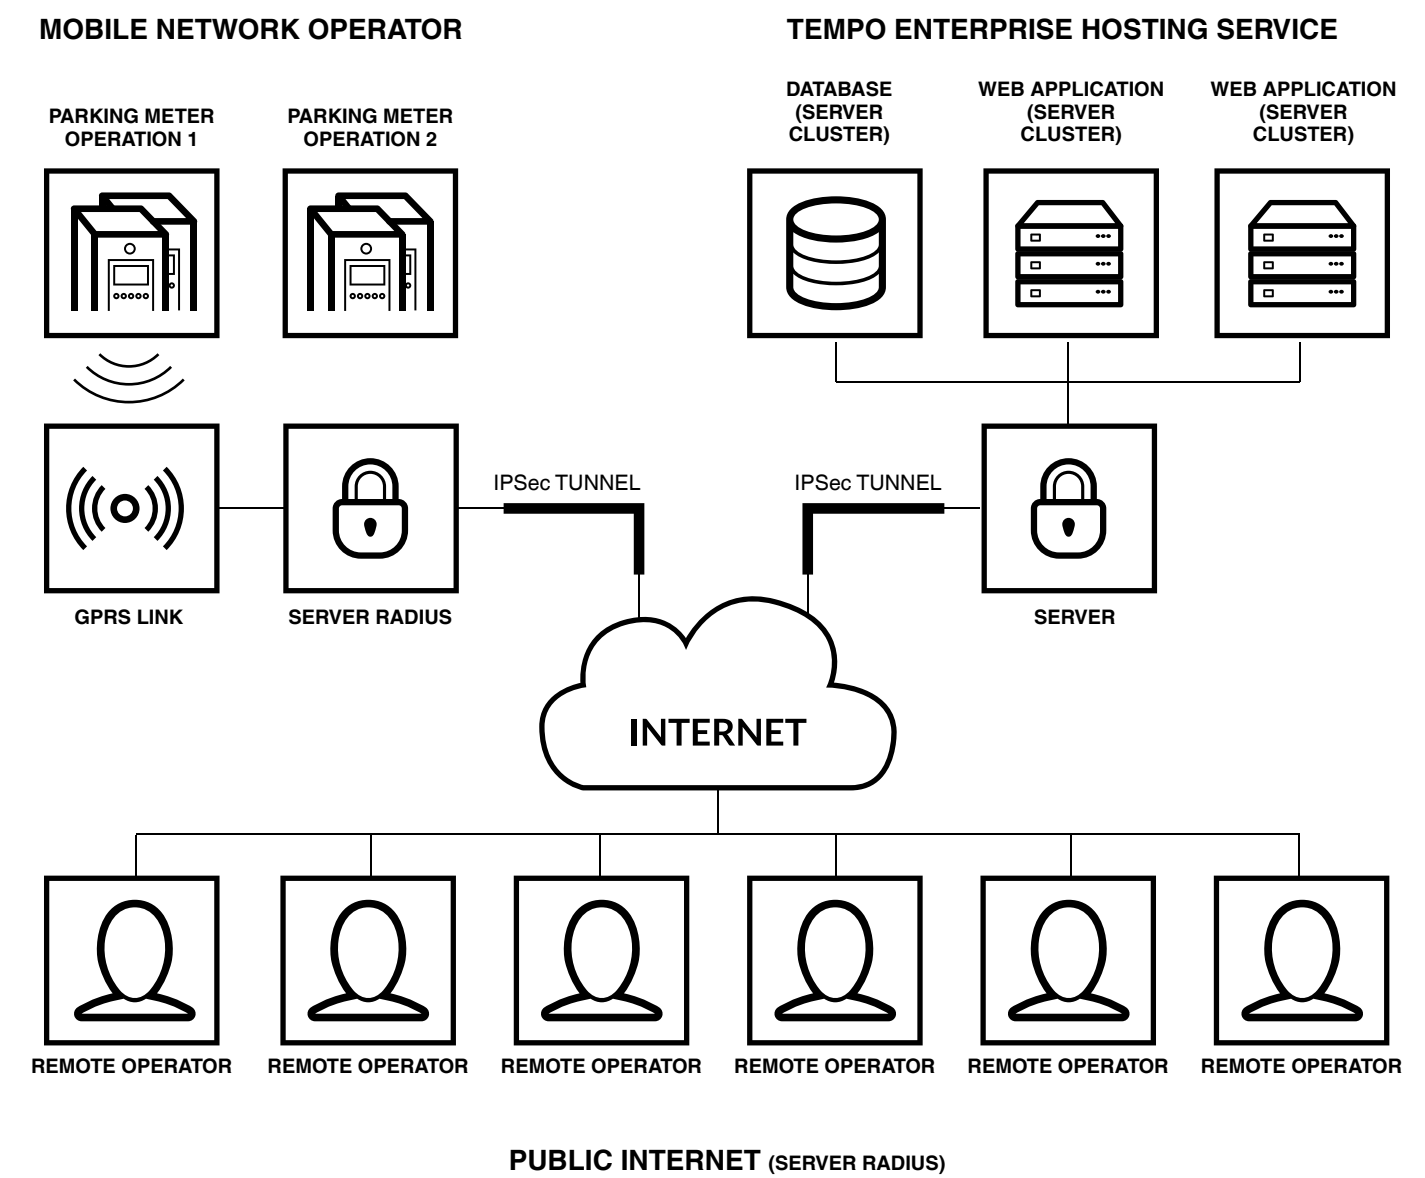 MOBILE NETWORK OPERATOR
TEMPO ENTERPRISE HOSTING SERVICE
PARKING METER
OPERATION 1
PARKING METER
OPERATION 2
DATABASE
(SERVER
CLUSTER)
WEB APPLICATION
(SERVER
CLUSTER)
WEB APPLICATION
(SERVER
CLUSTER)
IPSec TUNNEL
IPSec TUNNEL
GPRS LINK
SERVER RADIUS
SERVER
INTERNET
REMOTE OPERATOR
REMOTE OPERATOR
REMOTE OPERATOR
REMOTE OPERATOR
REMOTE OPERATOR
REMOTE OPERATOR
PUBLIC INTERNET (SERVER RADIUS)